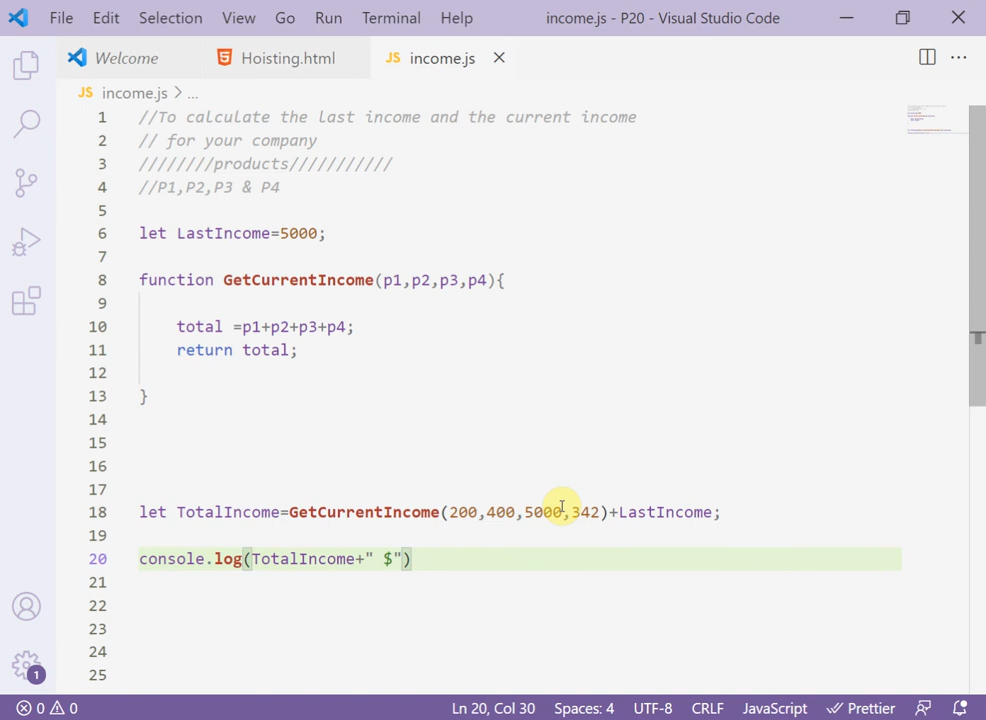 File Edit Selection View Go Run Terminal Help income.js - P20 - Visual Studio Code
Welcome Hoisting.html JS income.js
JS income.js > ...
1 //To calculate the last income and the current income
2 // for your company
3 ////////products///////////
4 //P1,P2,P3 & P4
5
6 let LastIncome=5000;
7
8 function GetCurrentIncome(p1,p2,p3,p4){
9
10 total =p1+p2+p3+p4;
11 return total;
12
13 }
14
15
16
17
18 let TotalIncome=GetCurrentIncome(200,400,5000,342)+LastIncome;
19
20 console.log(TotalIncome+" $")
21
22
23
24
25
1
0 0 Ln 20, Col 30 Spaces: 4 UTF-8 CRLF JavaScript Prettier